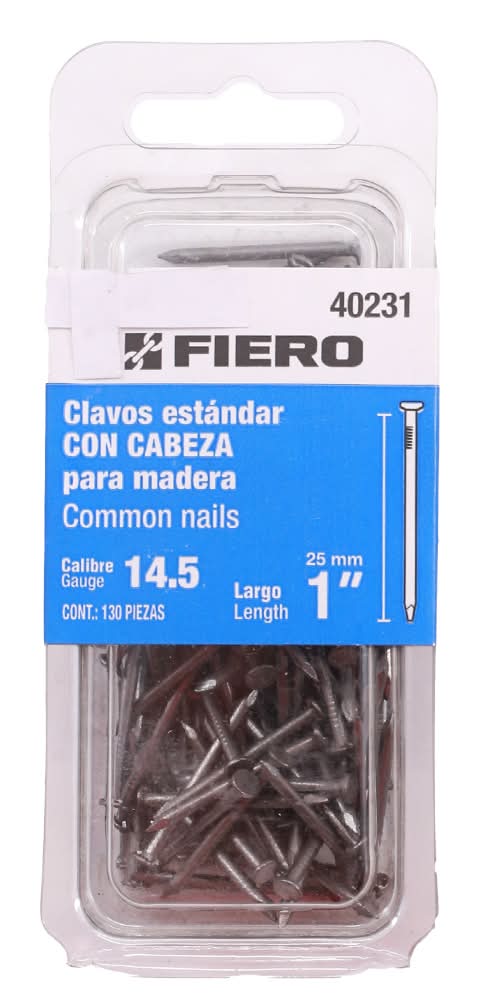 40231
FIERO
Clavos estándar
CON CABEZA
para madera
Common nails
Calibre
Gauge 14.5
CONT.: 130 PIEZAS
25 mm
Largo
Length 1”